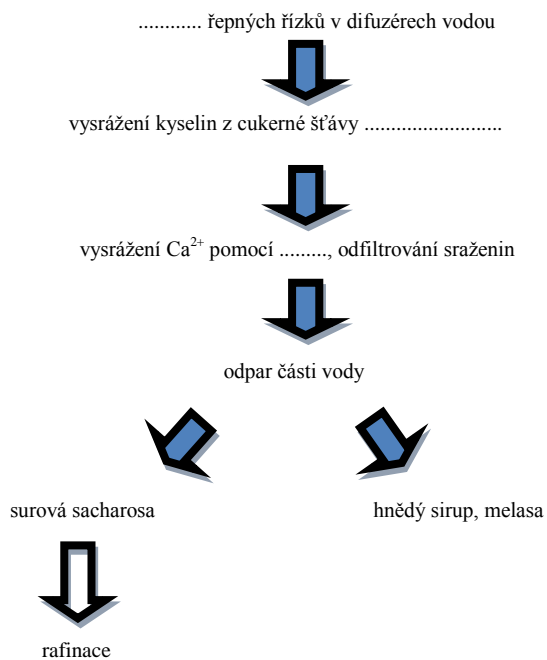 ............ řepných řízků v difuzérech vodou
vysrážení kyselin z cukerné šťávy ............................
vysrážení Ca²⁺ pomocí ........., odfiltrování sraženin
odpar části vody
surová sacharosa
hnědý sirup, melasa
rafinace